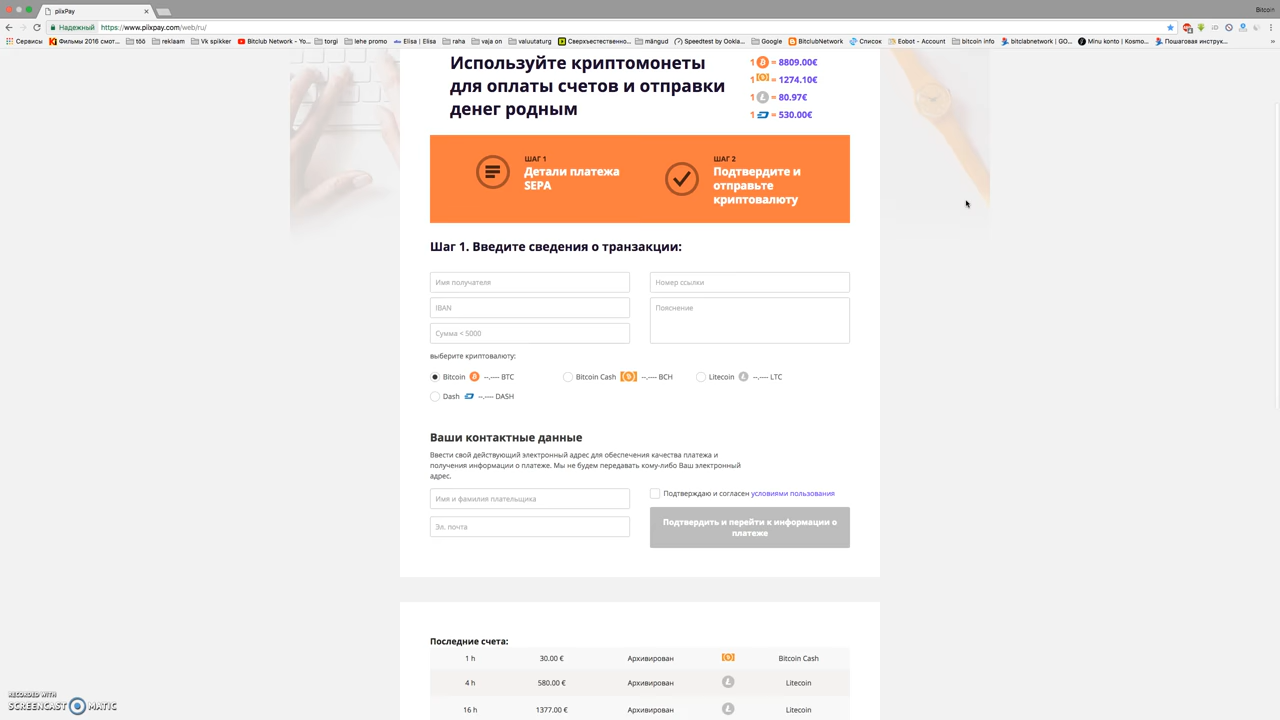 piixPay
Bitcoin
Надежный
https://www.piixpay.com/web/ru/
Сервисы
Фильмы 2016 смот...
töö
reklaam
Vk spikker
Bitclub Network - Yo...
torgi
lehe promo
Elisa | Elisa
raha
vajum
valuutaturg
Сверхъестественно...
mängud
Speedtest by Ookla...
Google
BitclubNetwork
Список
Eobot - Account
bitcoin info
bitclabnetwork | GO...
Minu konto | Kosmo...
Пошаговая инструк...
Используйте криптомонеты
для оплаты счетов и отправки
денег родным
1 = 8809.00€
1 = 1274.10€
1 = 80.97€
1 = 530.00€
ШАГ 1
Детали платежа
SEPA
ШАГ 2
Подтвердите и
отправьте
криптовалюту
Шаг 1. Введите сведения о транзакции:
Имя получателя
Номер ссылки
IBAN
Пояснение
Сумма < 5000
выберите криптовалюту:
Bitcoin --.---- BTC
Bitcoin Cash --.---- BCH
Litecoin --.---- LTC
Dash --.---- DASH
Ваши контактные данные
Ввести свой действующий электронный адрес для обеспечения качества платежа и
получения информации о платеже. Мы не будем передавать кому-либо Ваш электронный
адрес.
Имя и фамилия плательщика
Подтверждаю и согласен условиями пользования
Эл. почта
Подтвердить и перейти к информации о
платеже
Последние счета:
1 h 30.00 € Архивирован Bitcoin Cash
4 h 580.00 € Архивирован Litecoin
16 h 1377.00 € Архивирован Litecoin
RECORDED WITH
SCREENCAST MATIC